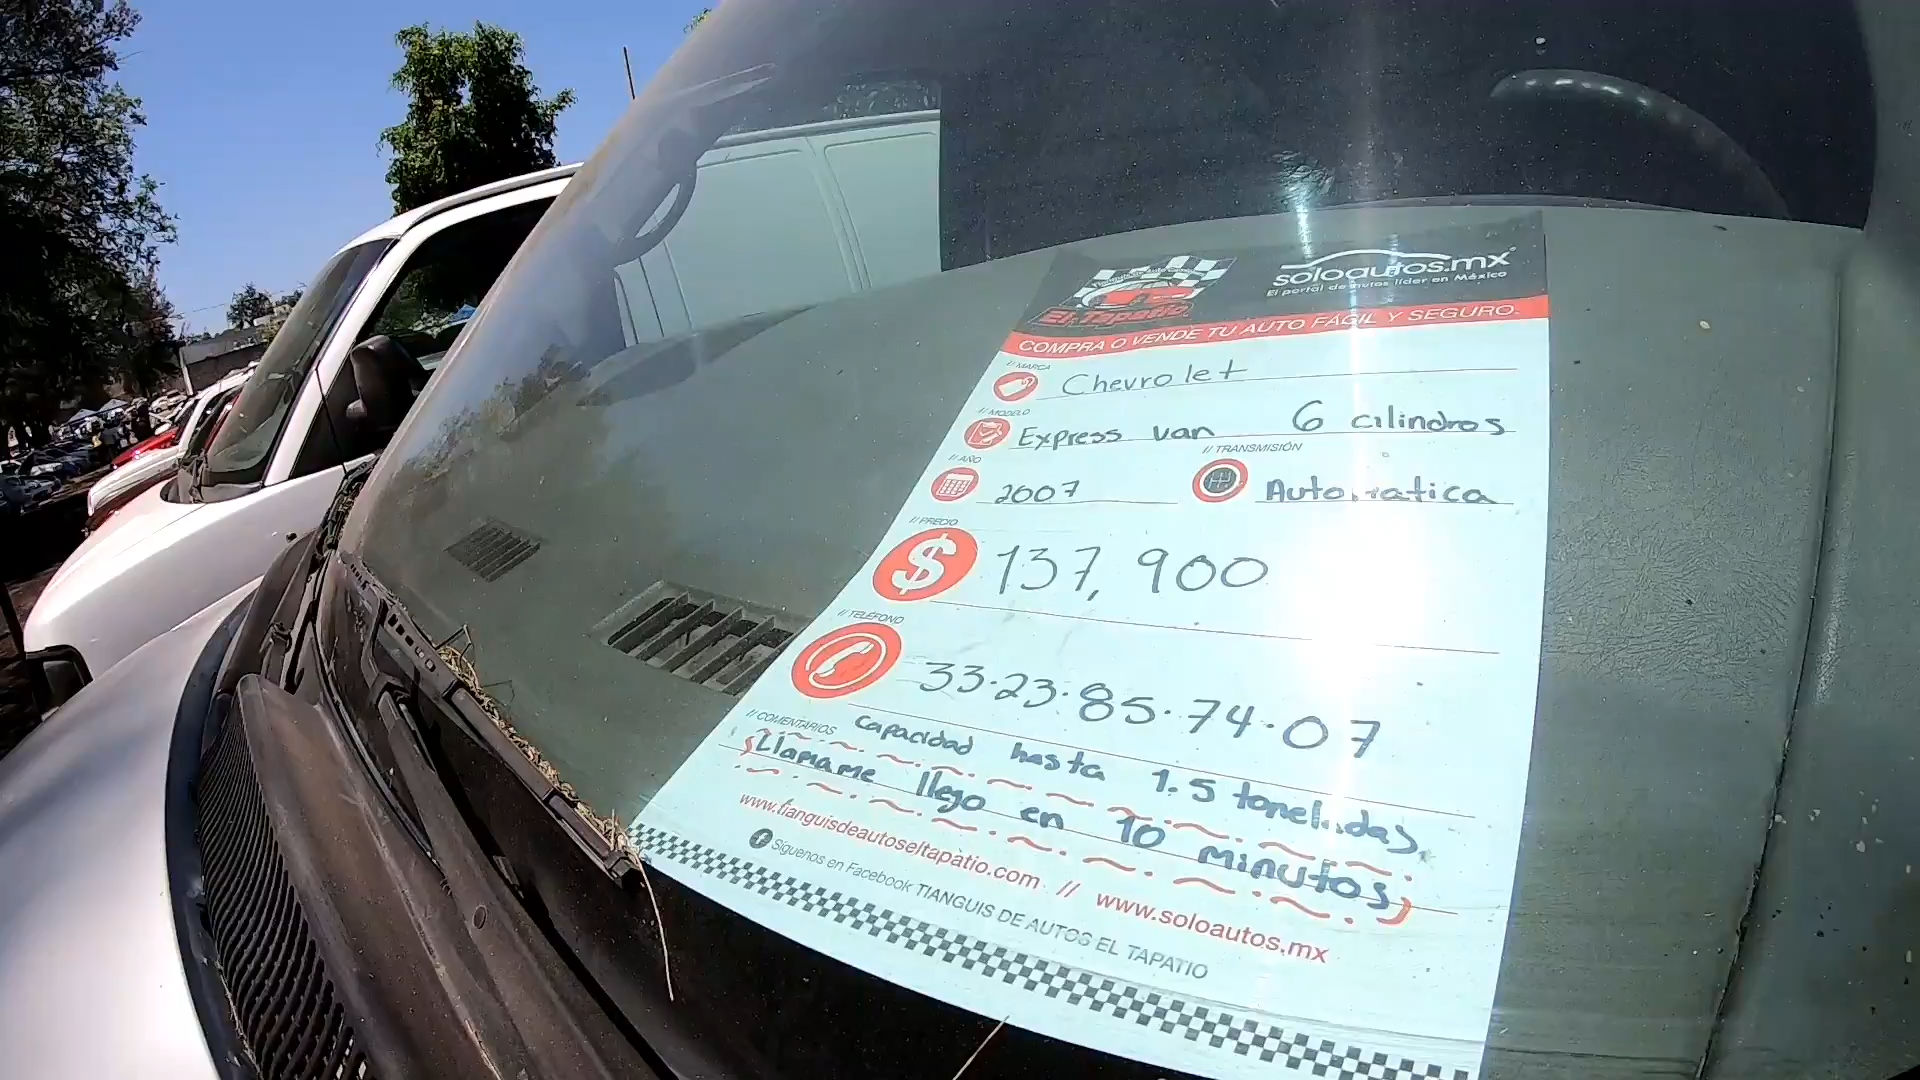 El Tapatío
soloautos.mx
El portal de autos líder en México
COMPRA O VENDE TU AUTO FÁCIL Y SEGURO.
// MARCA
Chevrolet
// MODELO
Express van 6 cilindros
// AÑO
2007
// TRANSMISIÓN
Automatica
// PRECIO
$ 137,900
// TELÉFONO
33·23·85·74·07
// COMENTARIOS
capacidad hasta 1.5 toneladas
Llamame llego en 10 minutos
www.tianguisdeautoseltapatio.com // www.soloautos.mx
Síguenos en Facebook TIANGUIS DE AUTOS EL TAPATIO